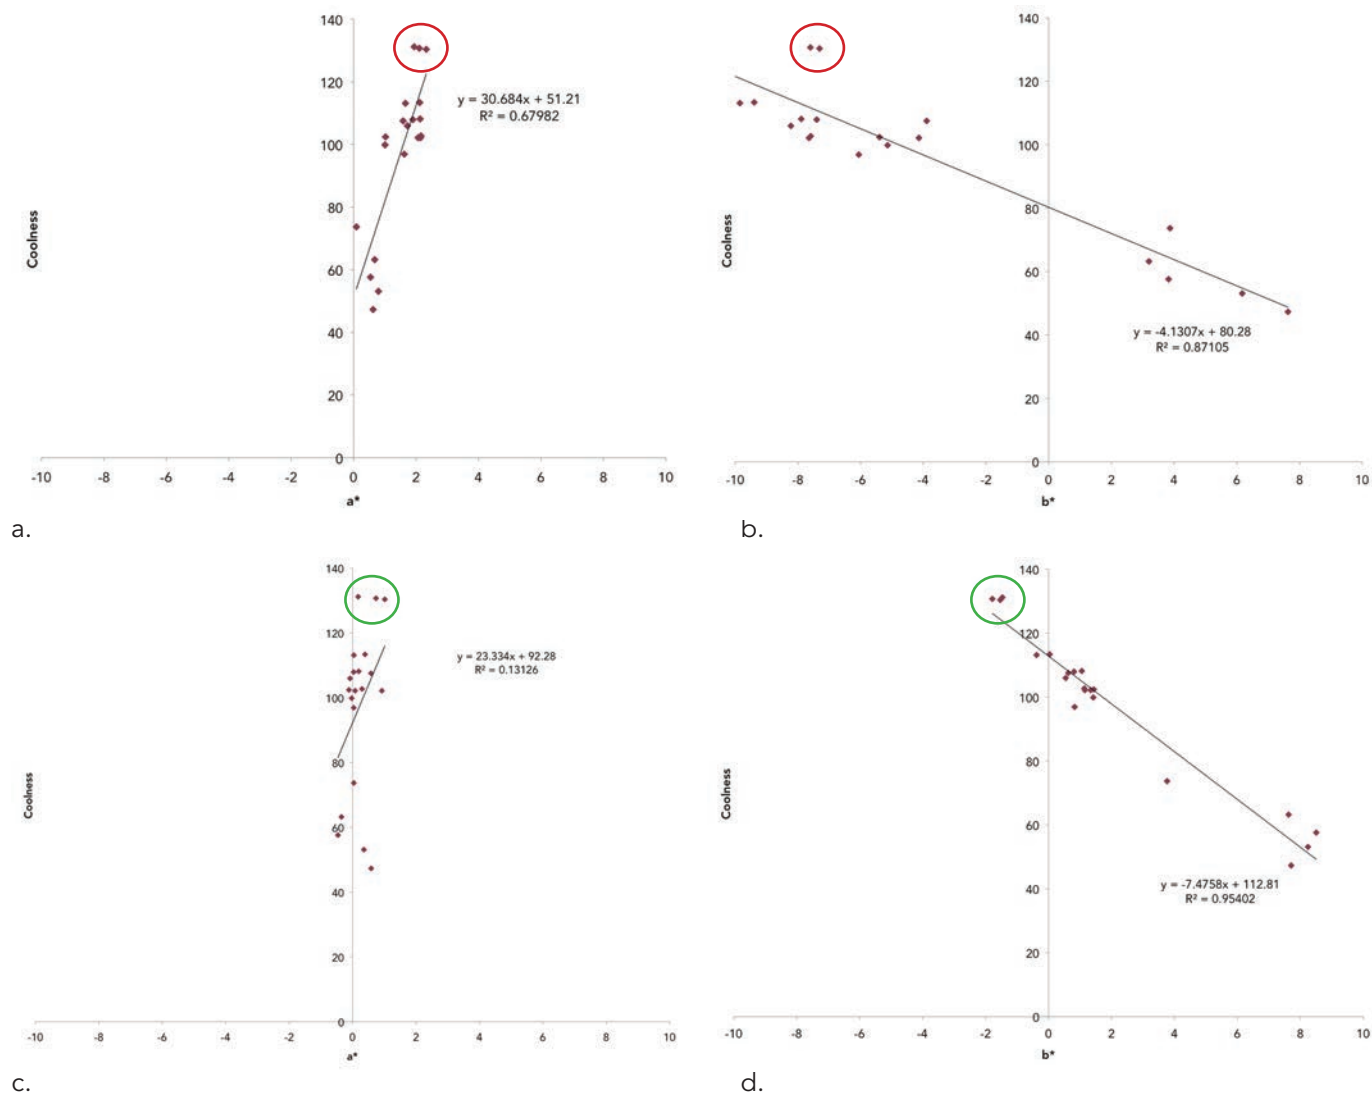 140
120
100
80
60
40
20
0
-10 -8 -6 -4 -2 0 2 4 6 8 10
Coolness
a*
y = 30.684x + 51.21
R² = 0.67982
a.
140
120
100
80
60
40
20
0
-10 -8 -6 -4 -2 0 2 4 6 8 10
Coolness
b*
y = -4.1307x + 80.28
R² = 0.87105
b.
140
120
100
80
60
40
20
0
-10 -8 -6 -4 -2 0 2 4 6 8 10
Coolness
a*
y = 23.334x + 92.28
R² = 0.13126
c.
140
120
100
80
60
40
20
0
-10 -8 -6 -4 -2 0 2 4 6 8 10
Coolness
b*
y = -7.4758x + 112.81
R² = 0.95402
d.